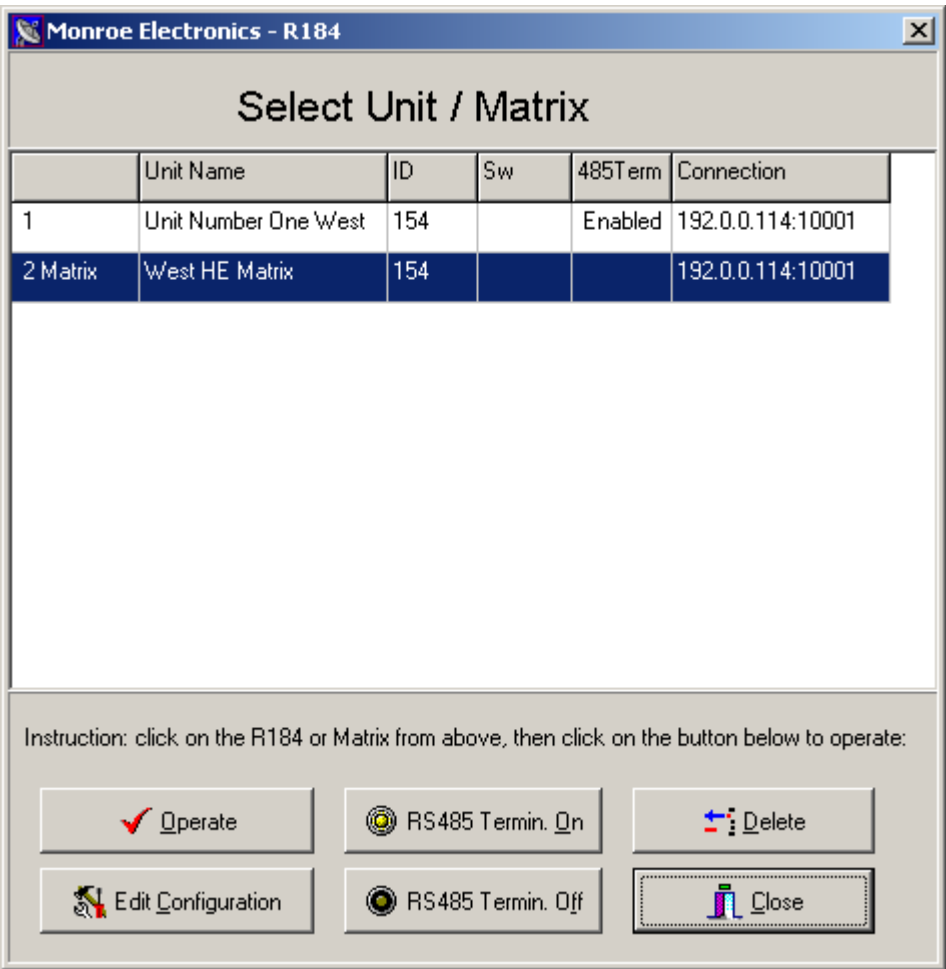 Monroe Electronics - R184
Select Unit / Matrix
Unit Name ID Sw 485Term Connection
1 Unit Number One West 154 Enabled 192.0.0.114:10001
2 Matrix West HE Matrix 154 192.0.0.114:10001
Instruction: click on the R184 or Matrix from above, then click on the button below to operate:
Operate RS485 Termin. On Delete
Edit Configuration RS485 Termin. Off Close